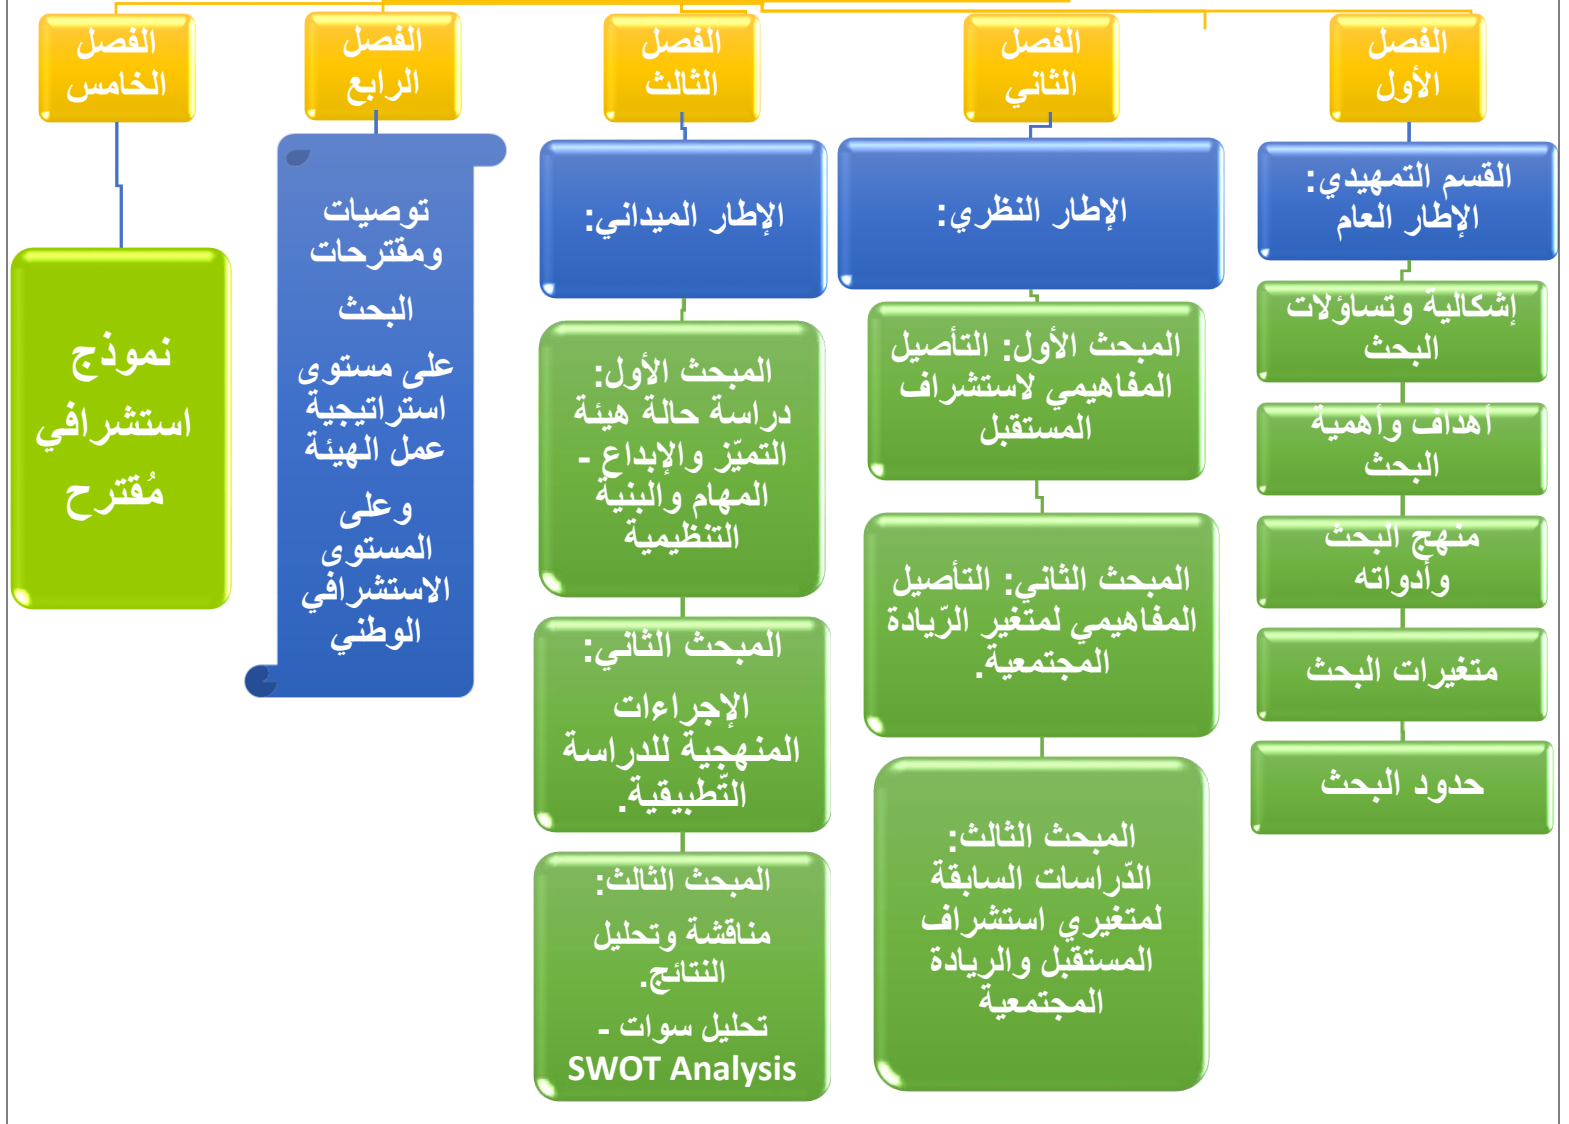 الفصل
الأول
القسم التمهيدي:
الإطار العام
إشكالية وتساؤلات
البحث
أهداف وأهمية
البحث
منهج البحث
وأدواته
متغيرات البحث
حدود البحث
الفصل
الثاني
الإطار النظري:
المبحث الأول: التأصيل
المفاهيمي لاستشراف
المستقبل
المبحث الثاني: التأصيل
المفاهيمي لمتغير الرّيادة
المجتمعية.
المبحث الثالث:
الدّراسات السابقة
لمتغيري استشراف
المستقبل والريادة
المجتمعية
الفصل
الثالث
الإطار الميداني:
المبحث الأول:
دراسة حالة هيئة
التميّز والإبداع -
المهام والبنية
التنظيمية
المبحث الثاني:
الإجراءات
المنهجية للدراسة
التّطبيقية.
المبحث الثالث:
مناقشة وتحليل
النتائج.
تحليل سوات -
SWOT Analysis
الفصل
الرابع
توصيات
ومقترحات
البحث
على مستوى
استراتيجية
عمل الهيئة
وعلى
المستوى
الاستشرافي
الوطني
الفصل
الخامس
نموذج
استشرافي
مُقترح